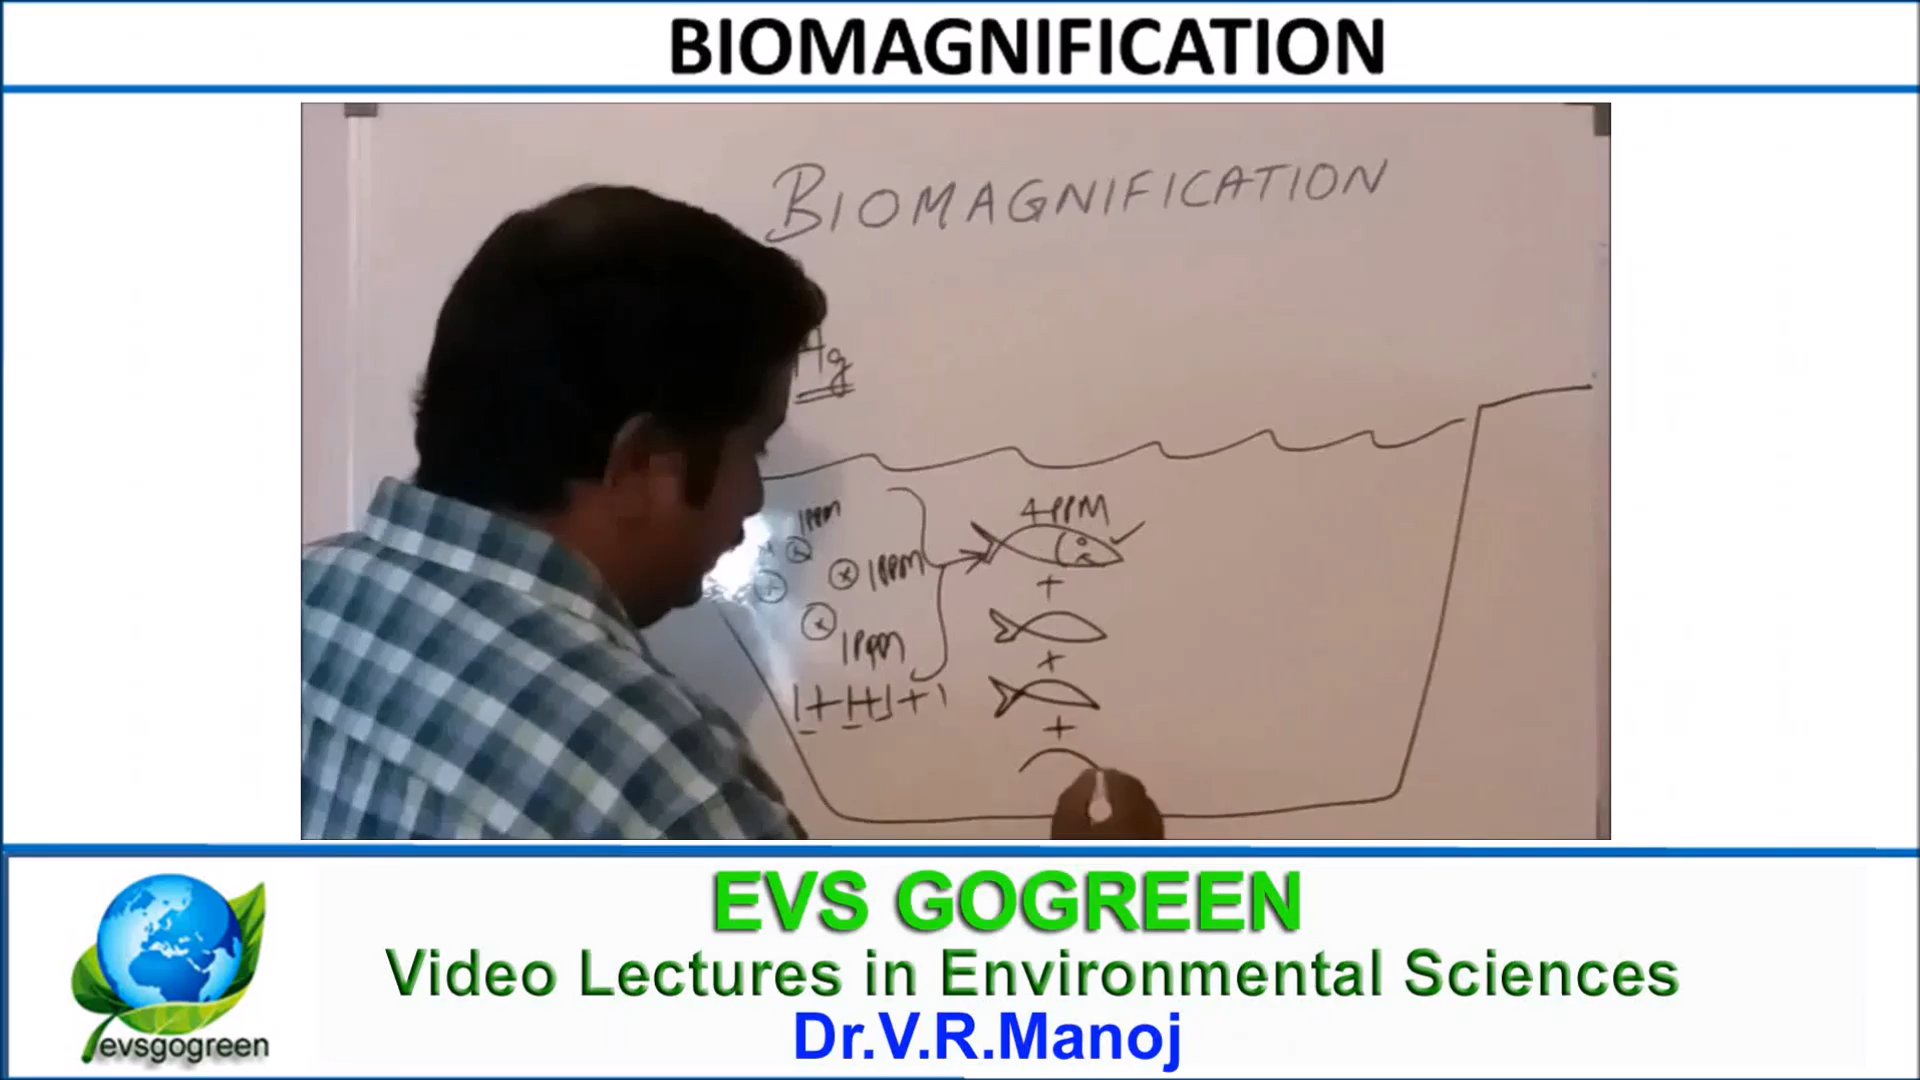 BIOMAGNIFICATION
BIOMAGNIFICATION
Hg
1PPM
4PPM
1PPM
1PPM
+
+
+
1+1+1+1
EVS GOGREEN
Video Lectures in Environmental Sciences
Dr.V.R.Manoj
evsgogreen